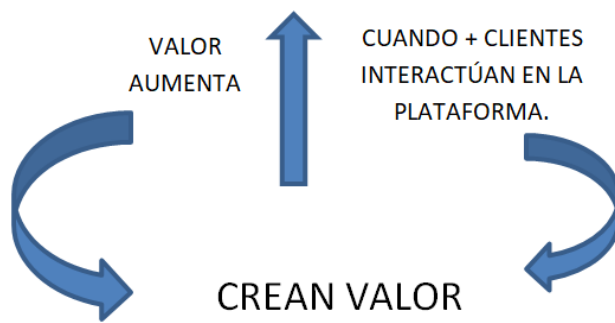 VALOR
AUMENTA
CUANDO + CLIENTES
INTERACTÚAN EN LA
PLATAFORMA.
CREAN VALOR